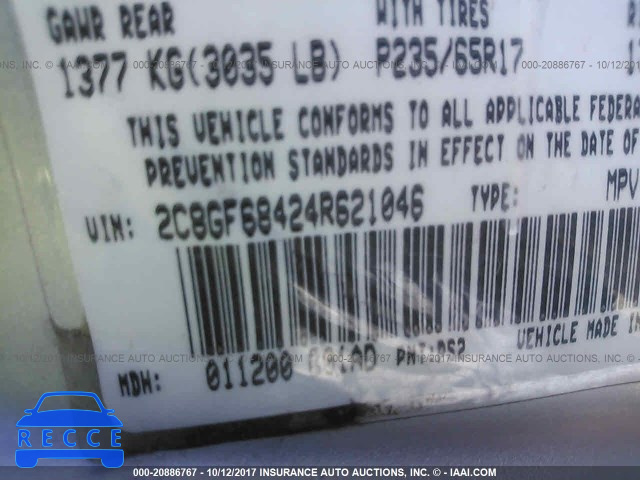 GAWR REAR WITH TIRES
1377 KG(3035 LB) P235/65R17
THIS VEHICLE CONFORMS TO ALL APPLICABLE FEDERA
PREVENTION STANDARDS IN EFFECT ON THE DATE OF
VIN: 2C8GF68424R621046 TYPE: MPV
VEHICLE MADE IN
MDH: 011200 PNT:DS2
RECCE
-000-20886767 - 10/12/2017 INSURANCE AUTO AUCTIONS, INC. - © IAAI.COM